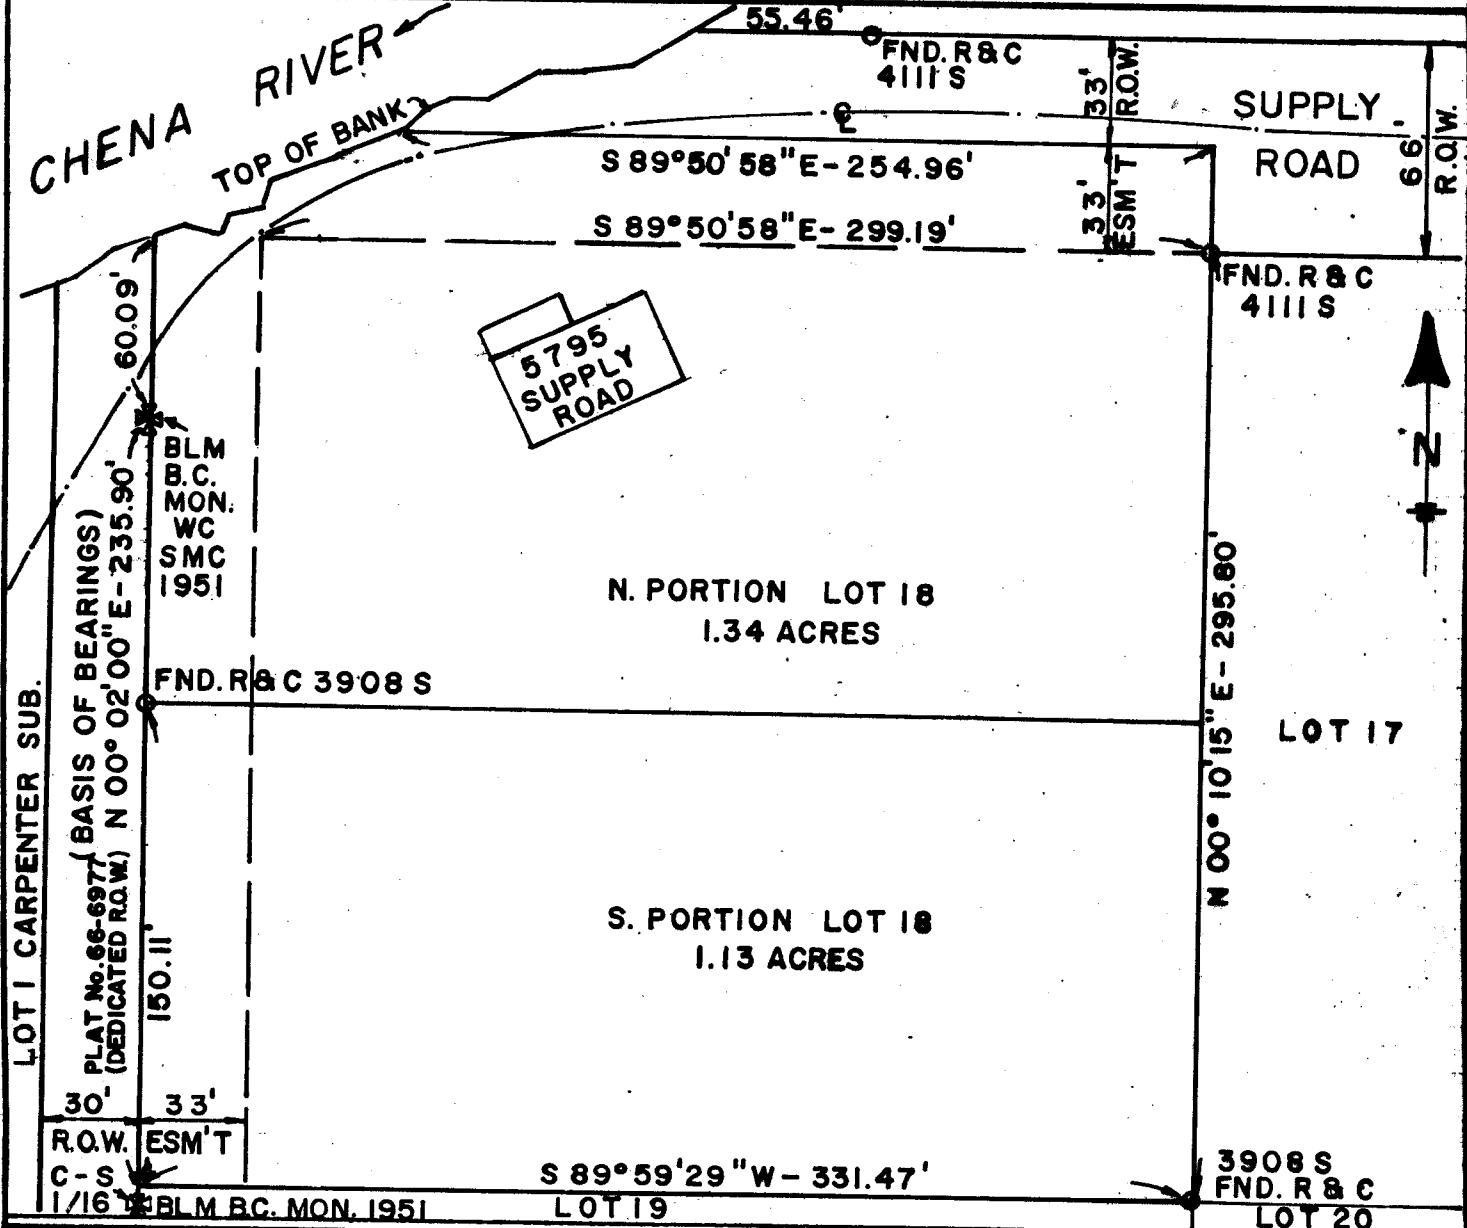 55.46'
CHENA RIVER
TOP OF BANK
FND. R & C
4111 S
33'
R.O.W.
SUPPLY
ROAD
66'
R.O.W.
S 89°50'58"E-254.96'
33'
ESM'T
S 89°50'58"E-299.19'
FND. R & C
4111 S
60.09'
5795
SUPPLY
ROAD
N
BLM
B.C.
MON.
WC
SMC
1951
N. PORTION LOT 18
1.34 ACRES
N 00° 10'15"E-295.80'
FND. R & C 3908 S
LOT 17
LOT 1 CARPENTER SUB.
PLAT No.66-6977 (BASIS OF BEARINGS)
(DEDICATED R.O.W.) N 00° 02'00"E-235.90'
150.11'
S. PORTION LOT 18
1.13 ACRES
30'
R.O.W.
33'
ESM'T
C-S
1/16
BLM B.C. MON. 1951
S 89°59'29"W-331.47'
LOT 19
3908 S
FND. R & C
LOT 20